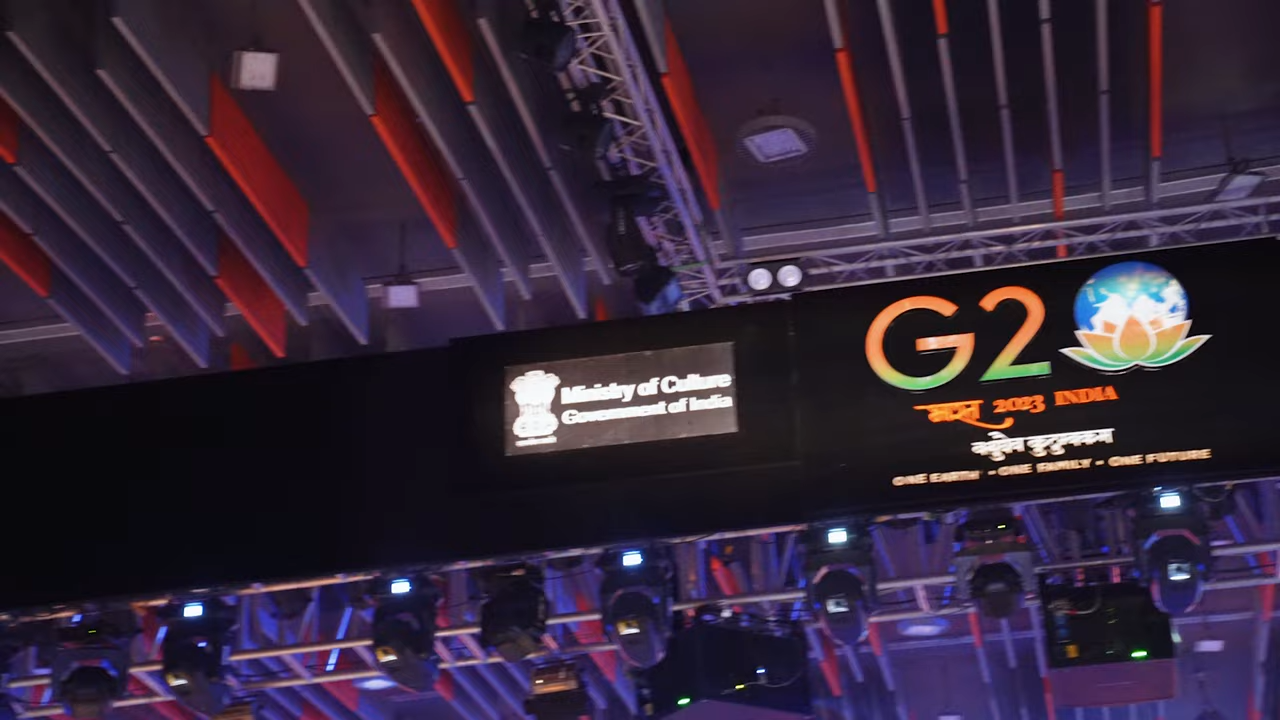 Ministry of Culture
Government of India
G20
भारत 2023 INDIA
वसुधैव कुटुम्बकम्
ONE EARTH • ONE FAMILY • ONE FUTURE